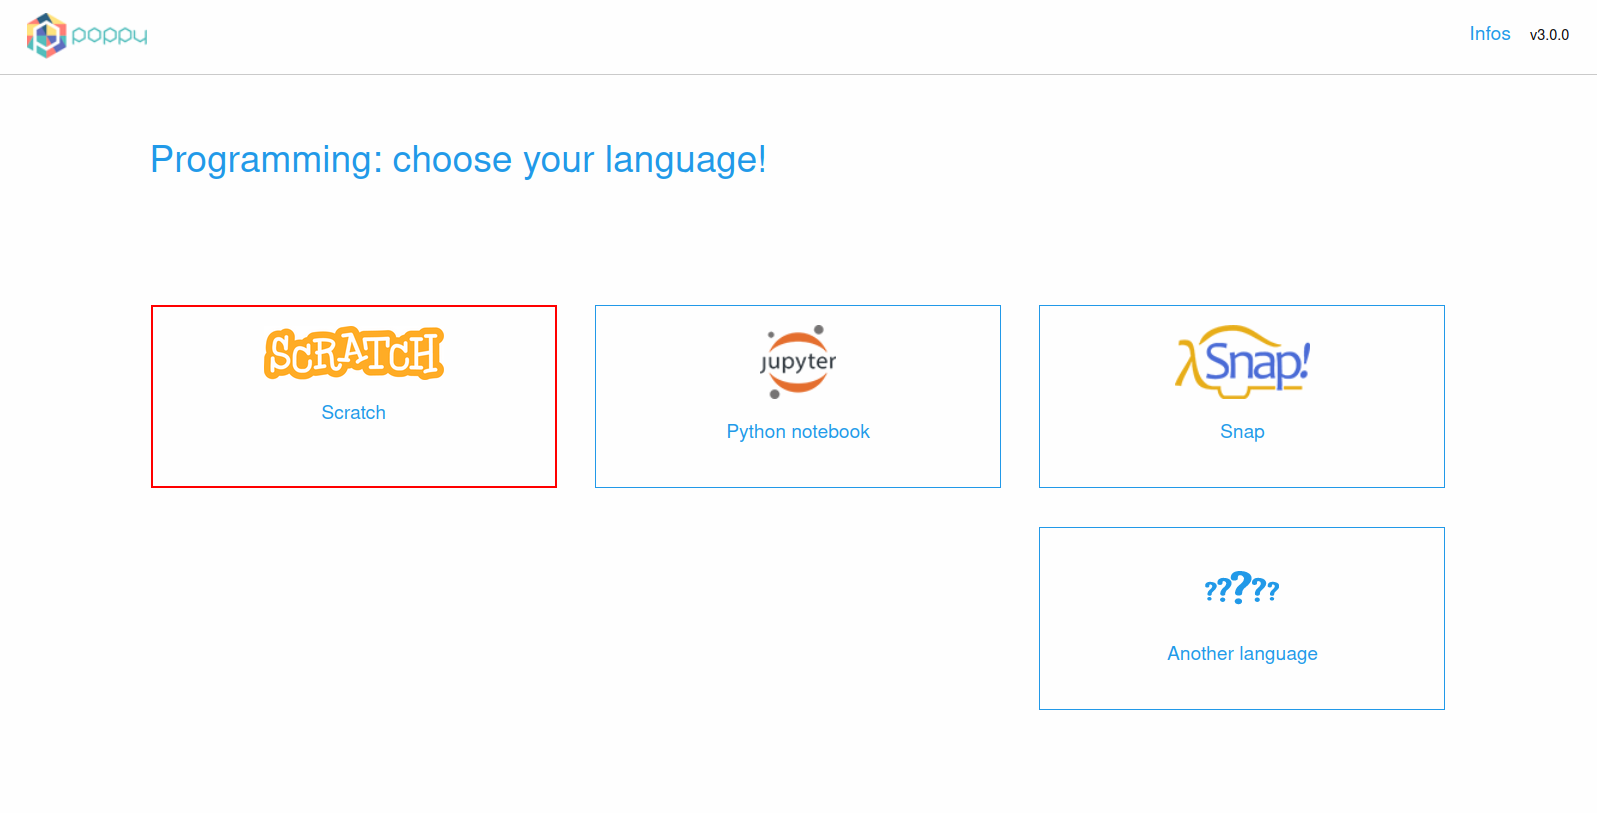 poppy
Infos v3.0.0
Programming: choose your language!
SCRATCH
Scratch
jupyter
Python notebook
λSnap!
Snap
?????
Another language